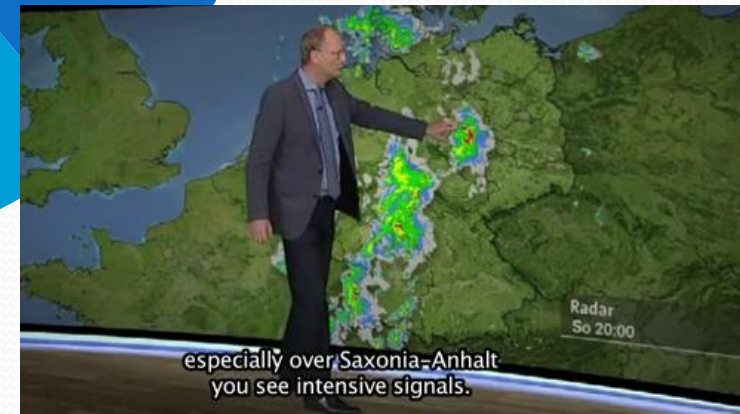 Radar
So 20:00
especially over Saxonia-Anhalt
you see intensive signals.